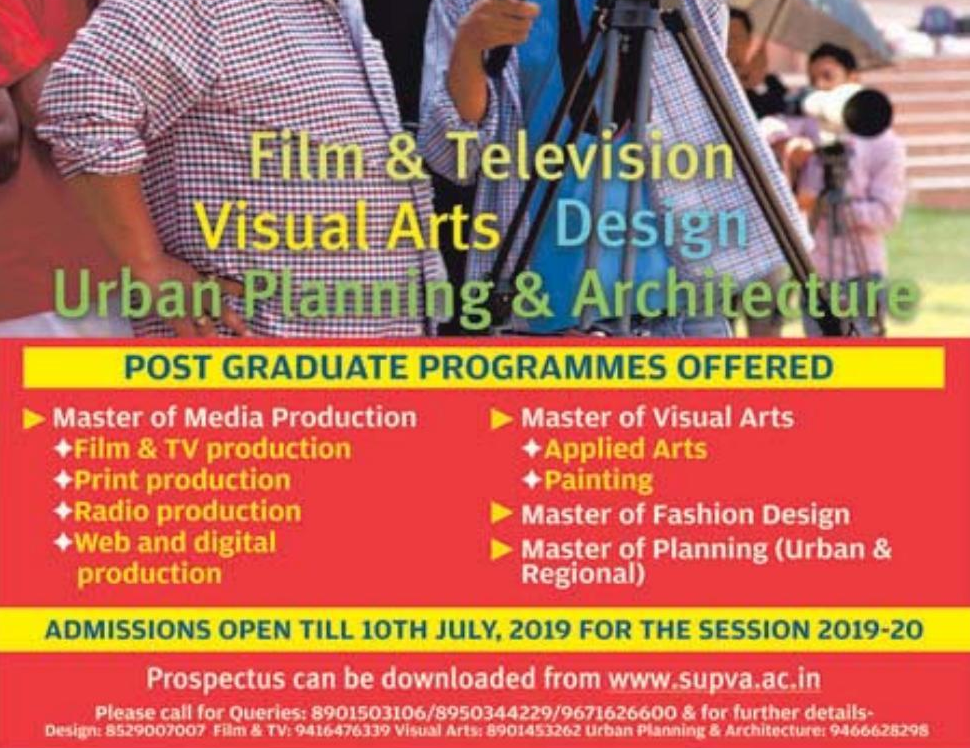 Film & Television
Visual Arts Design
Urban Planning & Architecture
POST GRADUATE PROGRAMMES OFFERED
Master of Media Production
Film & TV production
Print production
Radio production
Web and digital
production
Master of Visual Arts
Applied Arts
Painting
Master of Fashion Design
Master of Planning (Urban &
Regional)
ADMISSIONS OPEN TILL 10TH JULY, 2019 FOR THE SESSION 2019-20
Prospectus can be downloaded from www.supva.ac.in
Please call for Queries: 8901503106/8950344229/9671626600 & for further details-
Design: 8529007007 Film & TV: 9416476339 Visual Arts: 8901453262 Urban Planning & Architecture: 9466628298